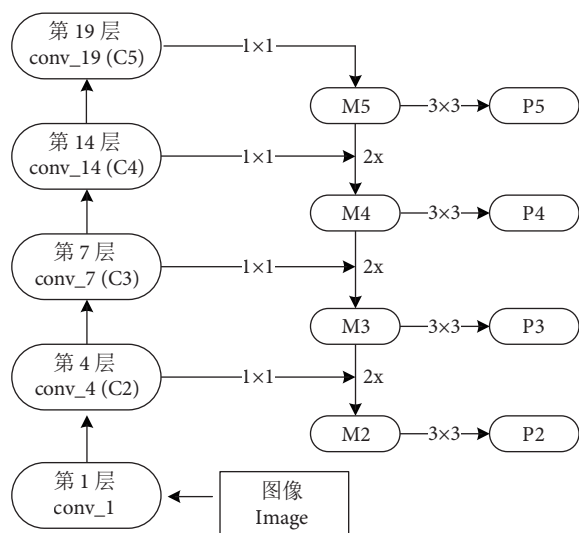 第 19 层
conv_19 (C5)
1×1
M5
3×3
P5
第 14 层
conv_14 (C4)
1×1
2x
M4
3×3
P4
第 7 层
conv_7 (C3)
1×1
2x
M3
3×3
P3
第 4 层
conv_4 (C2)
1×1
2x
M2
3×3
P2
第 1 层
conv_1
图像
Image